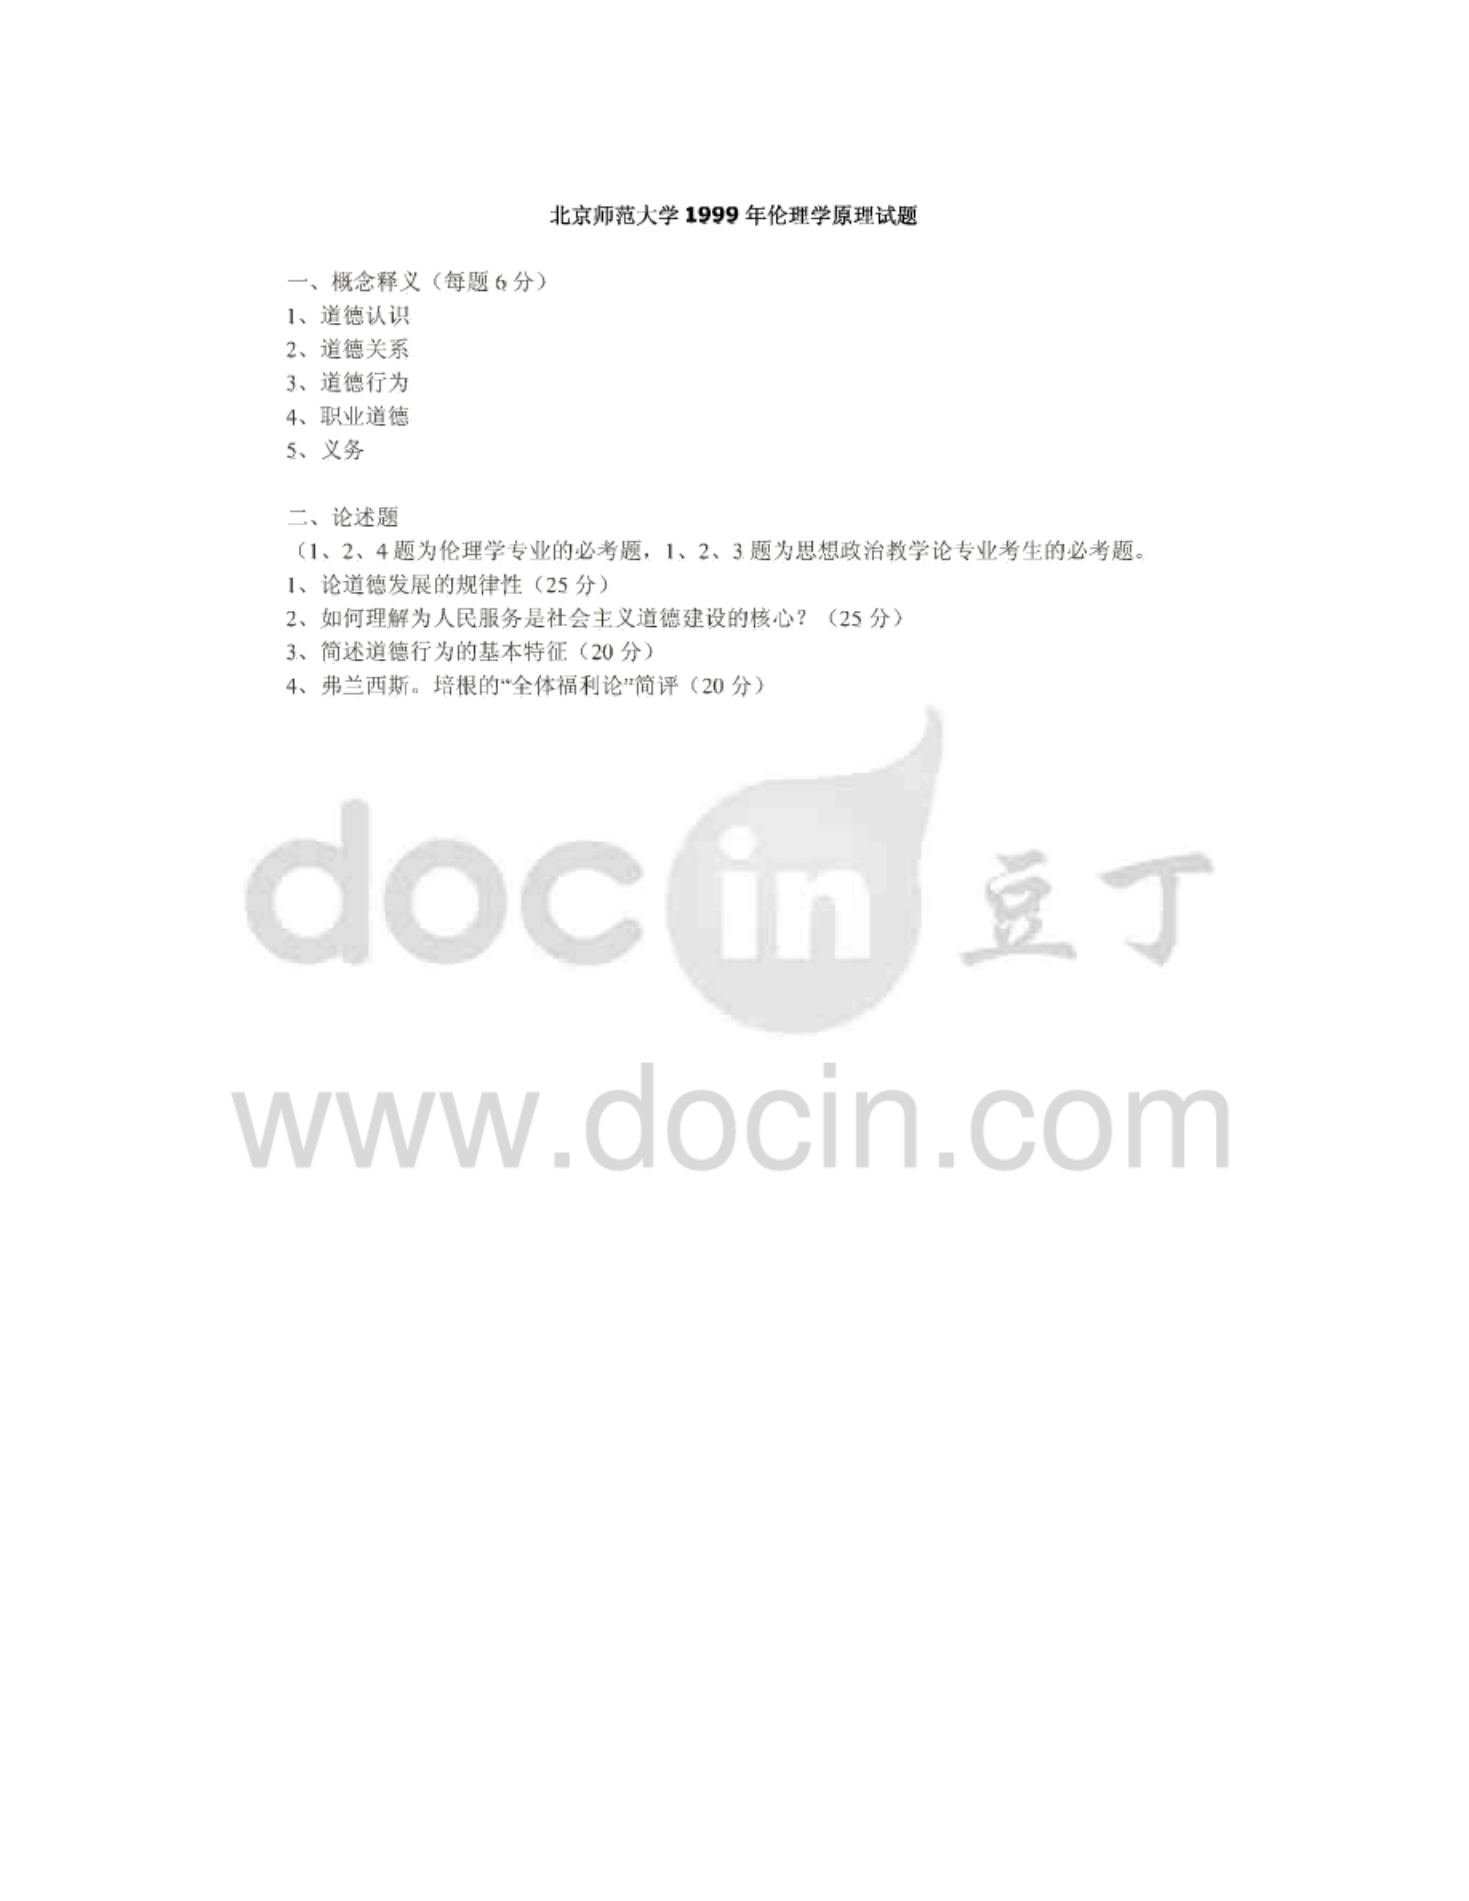 北京师范大学 1999 年伦理学原理试题
一、概念释义（每题 6 分）
1、道德认识
2、道德关系
3、道德行为
4、职业道德
5、义务
二、论述题
（1、2、4 题为伦理学专业的必考题，1、2、3 题为思想政治教学论专业考生的必考题。
1、论道德发展的规律性（25 分）
2、如何理解为人民服务是社会主义道德建设的核心？（25 分）
3、简述道德行为的基本特征（20 分）
4、弗兰西斯。培根的“全体福利论”简评（20 分）
docin 豆丁
www.docin.com